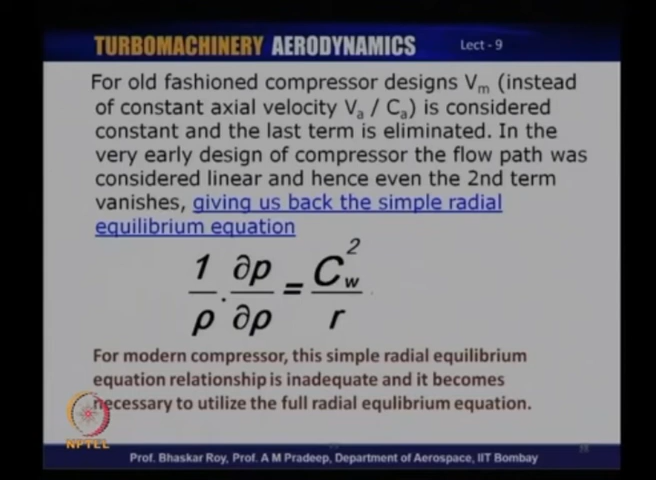 TURBOMACHINERY AERODYNAMICS Lect - 9
For old fashioned compressor designs Vm (instead
of constant axial velocity Va / Ca) is considered
constant and the last term is eliminated. In the
very early design of compressor the flow path was
considered linear and hence even the 2nd term
vanishes, giving us back the simple radial
equilibrium equation
1/ρ . ∂p/∂ρ = Cw²/r
For modern compressor, this simple radial equilibrium
equation relationship is inadequate and it becomes
necessary to utilize the full radial equlibrium equation.
NPTEL
Prof. Bhaskar Roy, Prof. A M Pradeep, Department of Aerospace, IIT Bombay